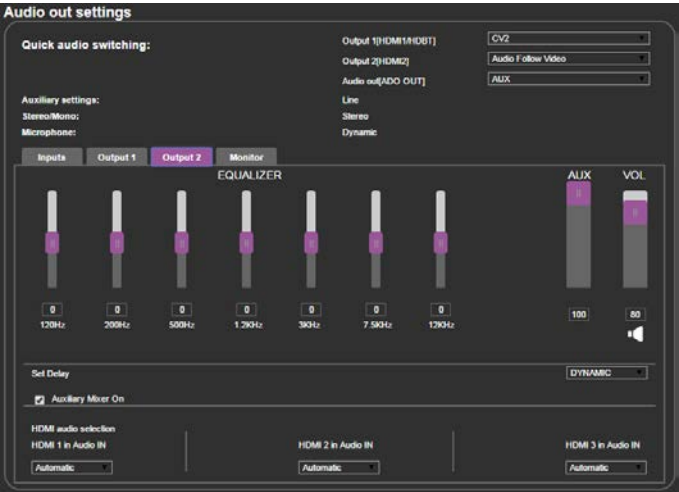 Audio out settings
Quick audio switching:
Output 1[HDMI1/HDBT] CV2
Output 2[HDMI2] Audio Follow Video
Audio out[ADO OUT] AUX
Auxiliary settings: Line
Stereo/Mono: Stereo
Microphone: Dynamic
Inputs Output 1 Output 2 Monitor
EQUALIZER AUX VOL
0 0 0 0 0 0 0 100 80
120Hz 200Hz 500Hz 1.2KHz 3KHz 7.5KHz 12KHz
Set Delay DYNAMIC
Auxiliary Mixer On
HDMI audio selection
HDMI 1 in Audio IN HDMI 2 in Audio IN HDMI 3 in Audio IN
Automatic Automatic Automatic